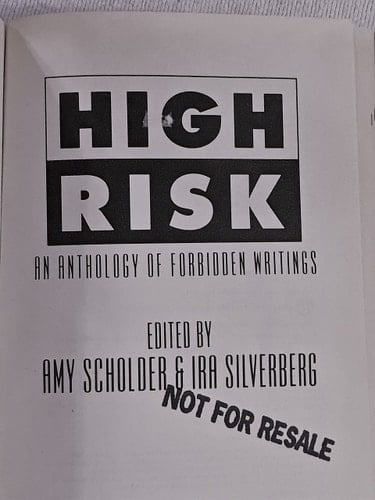 HIGH
RISK
AN ANTHOLOGY OF FORBIDDEN WRITINGS
EDITED BY
AMY SCHOLDER & IRA SILVERBERG
NOT FOR RESALE